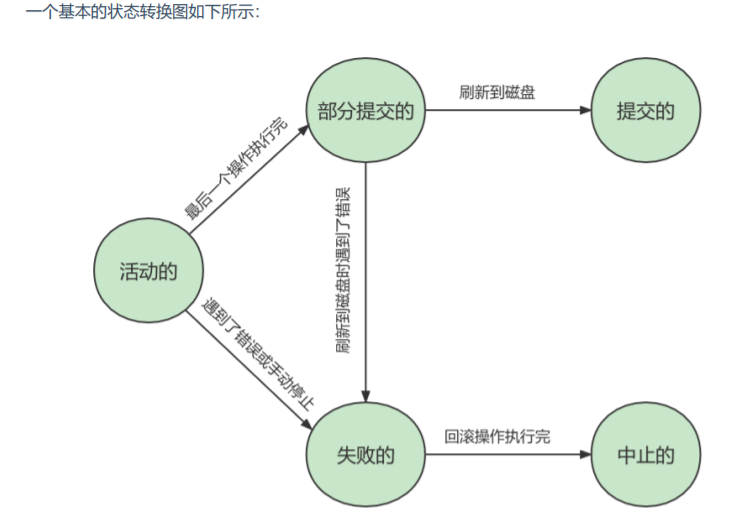 一个基本的状态转换图如下所示：
部分提交的
刷新到磁盘
提交的
最后一个操作执行完
刷新到磁盘时遇到了错误
活动的
遇到了错误或手动停止
失败的
回滚操作执行完
中止的